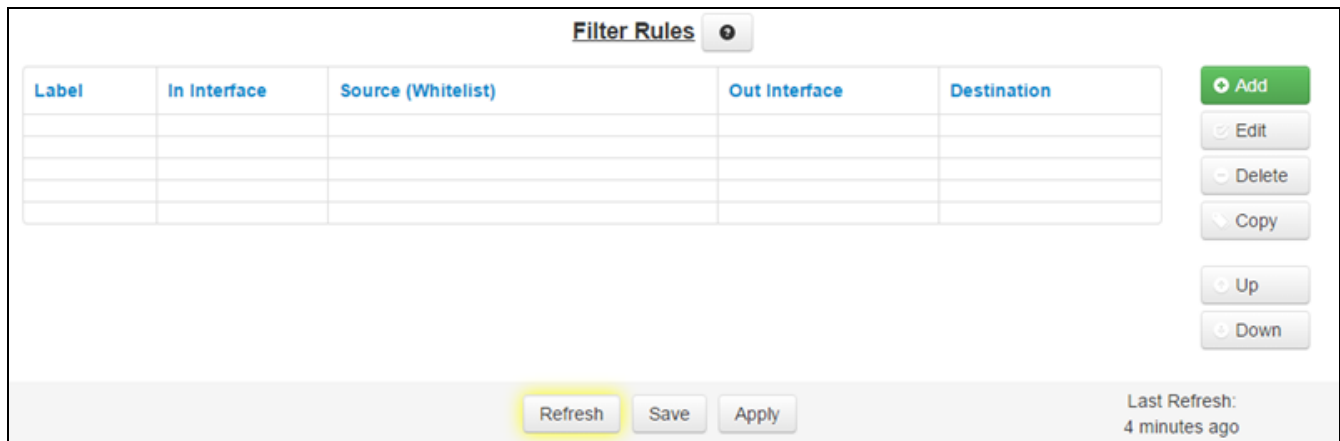 Filter Rules
Label In Interface Source (Whitelist) Out Interface Destination
Add
Edit
Delete
Copy
Up
Down
Refresh Save Apply
Last Refresh:
4 minutes ago